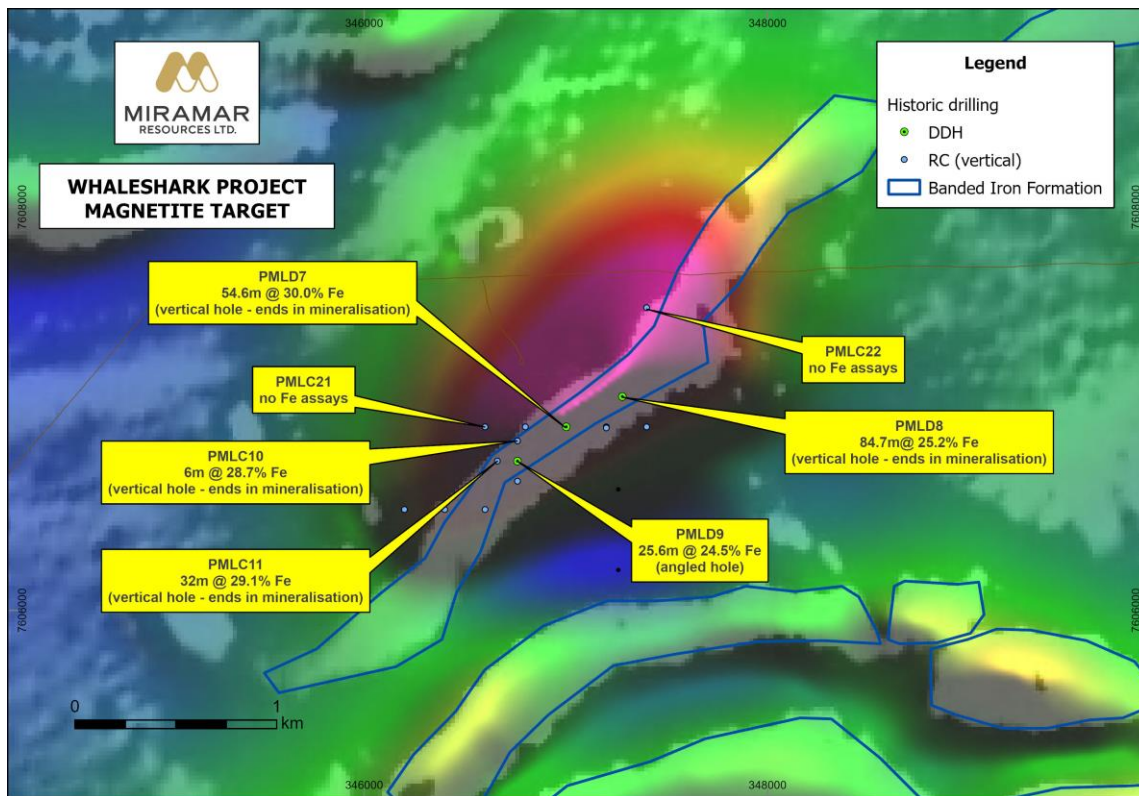 346000
348000
MIRAMAR
RESOURCES LTD.
WHALESHARK PROJECT
MAGNETITE TARGET
Legend
Historic drilling
DDH
RC (vertical)
Banded Iron Formation
7608000
7608000
PMLD7
54.6m @ 30.0% Fe
(vertical hole - ends in mineralisation)
PMLC21
no Fe assays
PMLC22
no Fe assays
PMLC10
6m @ 28.7% Fe
(vertical hole - ends in mineralisation)
PMLD8
84.7m@ 25.2% Fe
(vertical hole - ends in mineralisation)
PMLD9
25.6m @ 24.5% Fe
(angled hole)
PMLC11
32m @ 29.1% Fe
(vertical hole - ends in mineralisation)
7606000
7606000
0 1
km
346000
348000